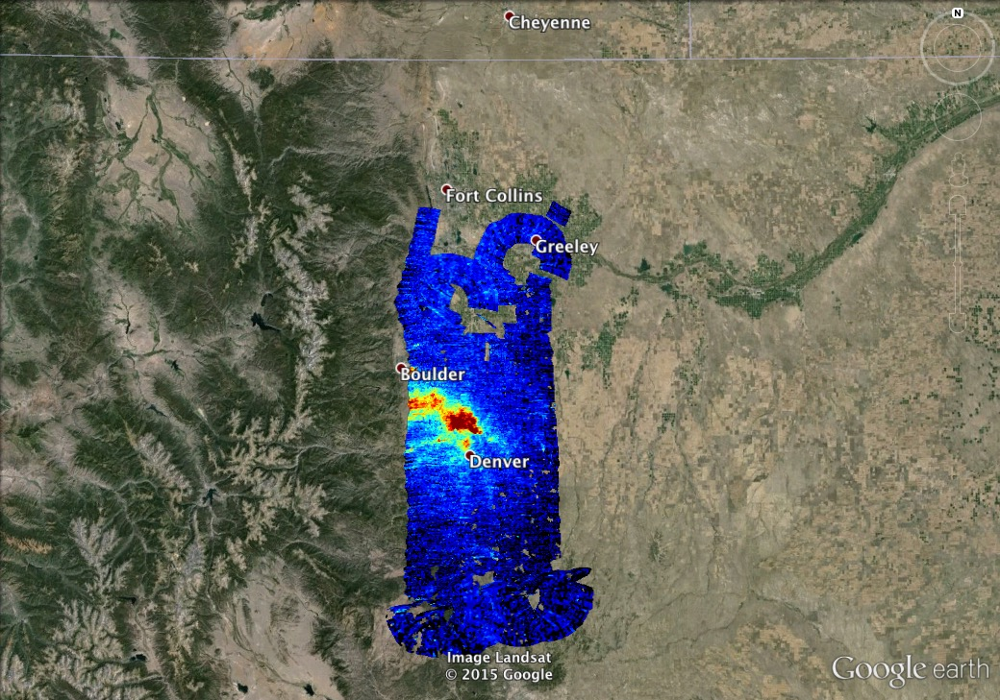 N
Cheyenne
Fort Collins
Greeley
Boulder
Denver
Image Landsat
© 2015 Google
Google earth